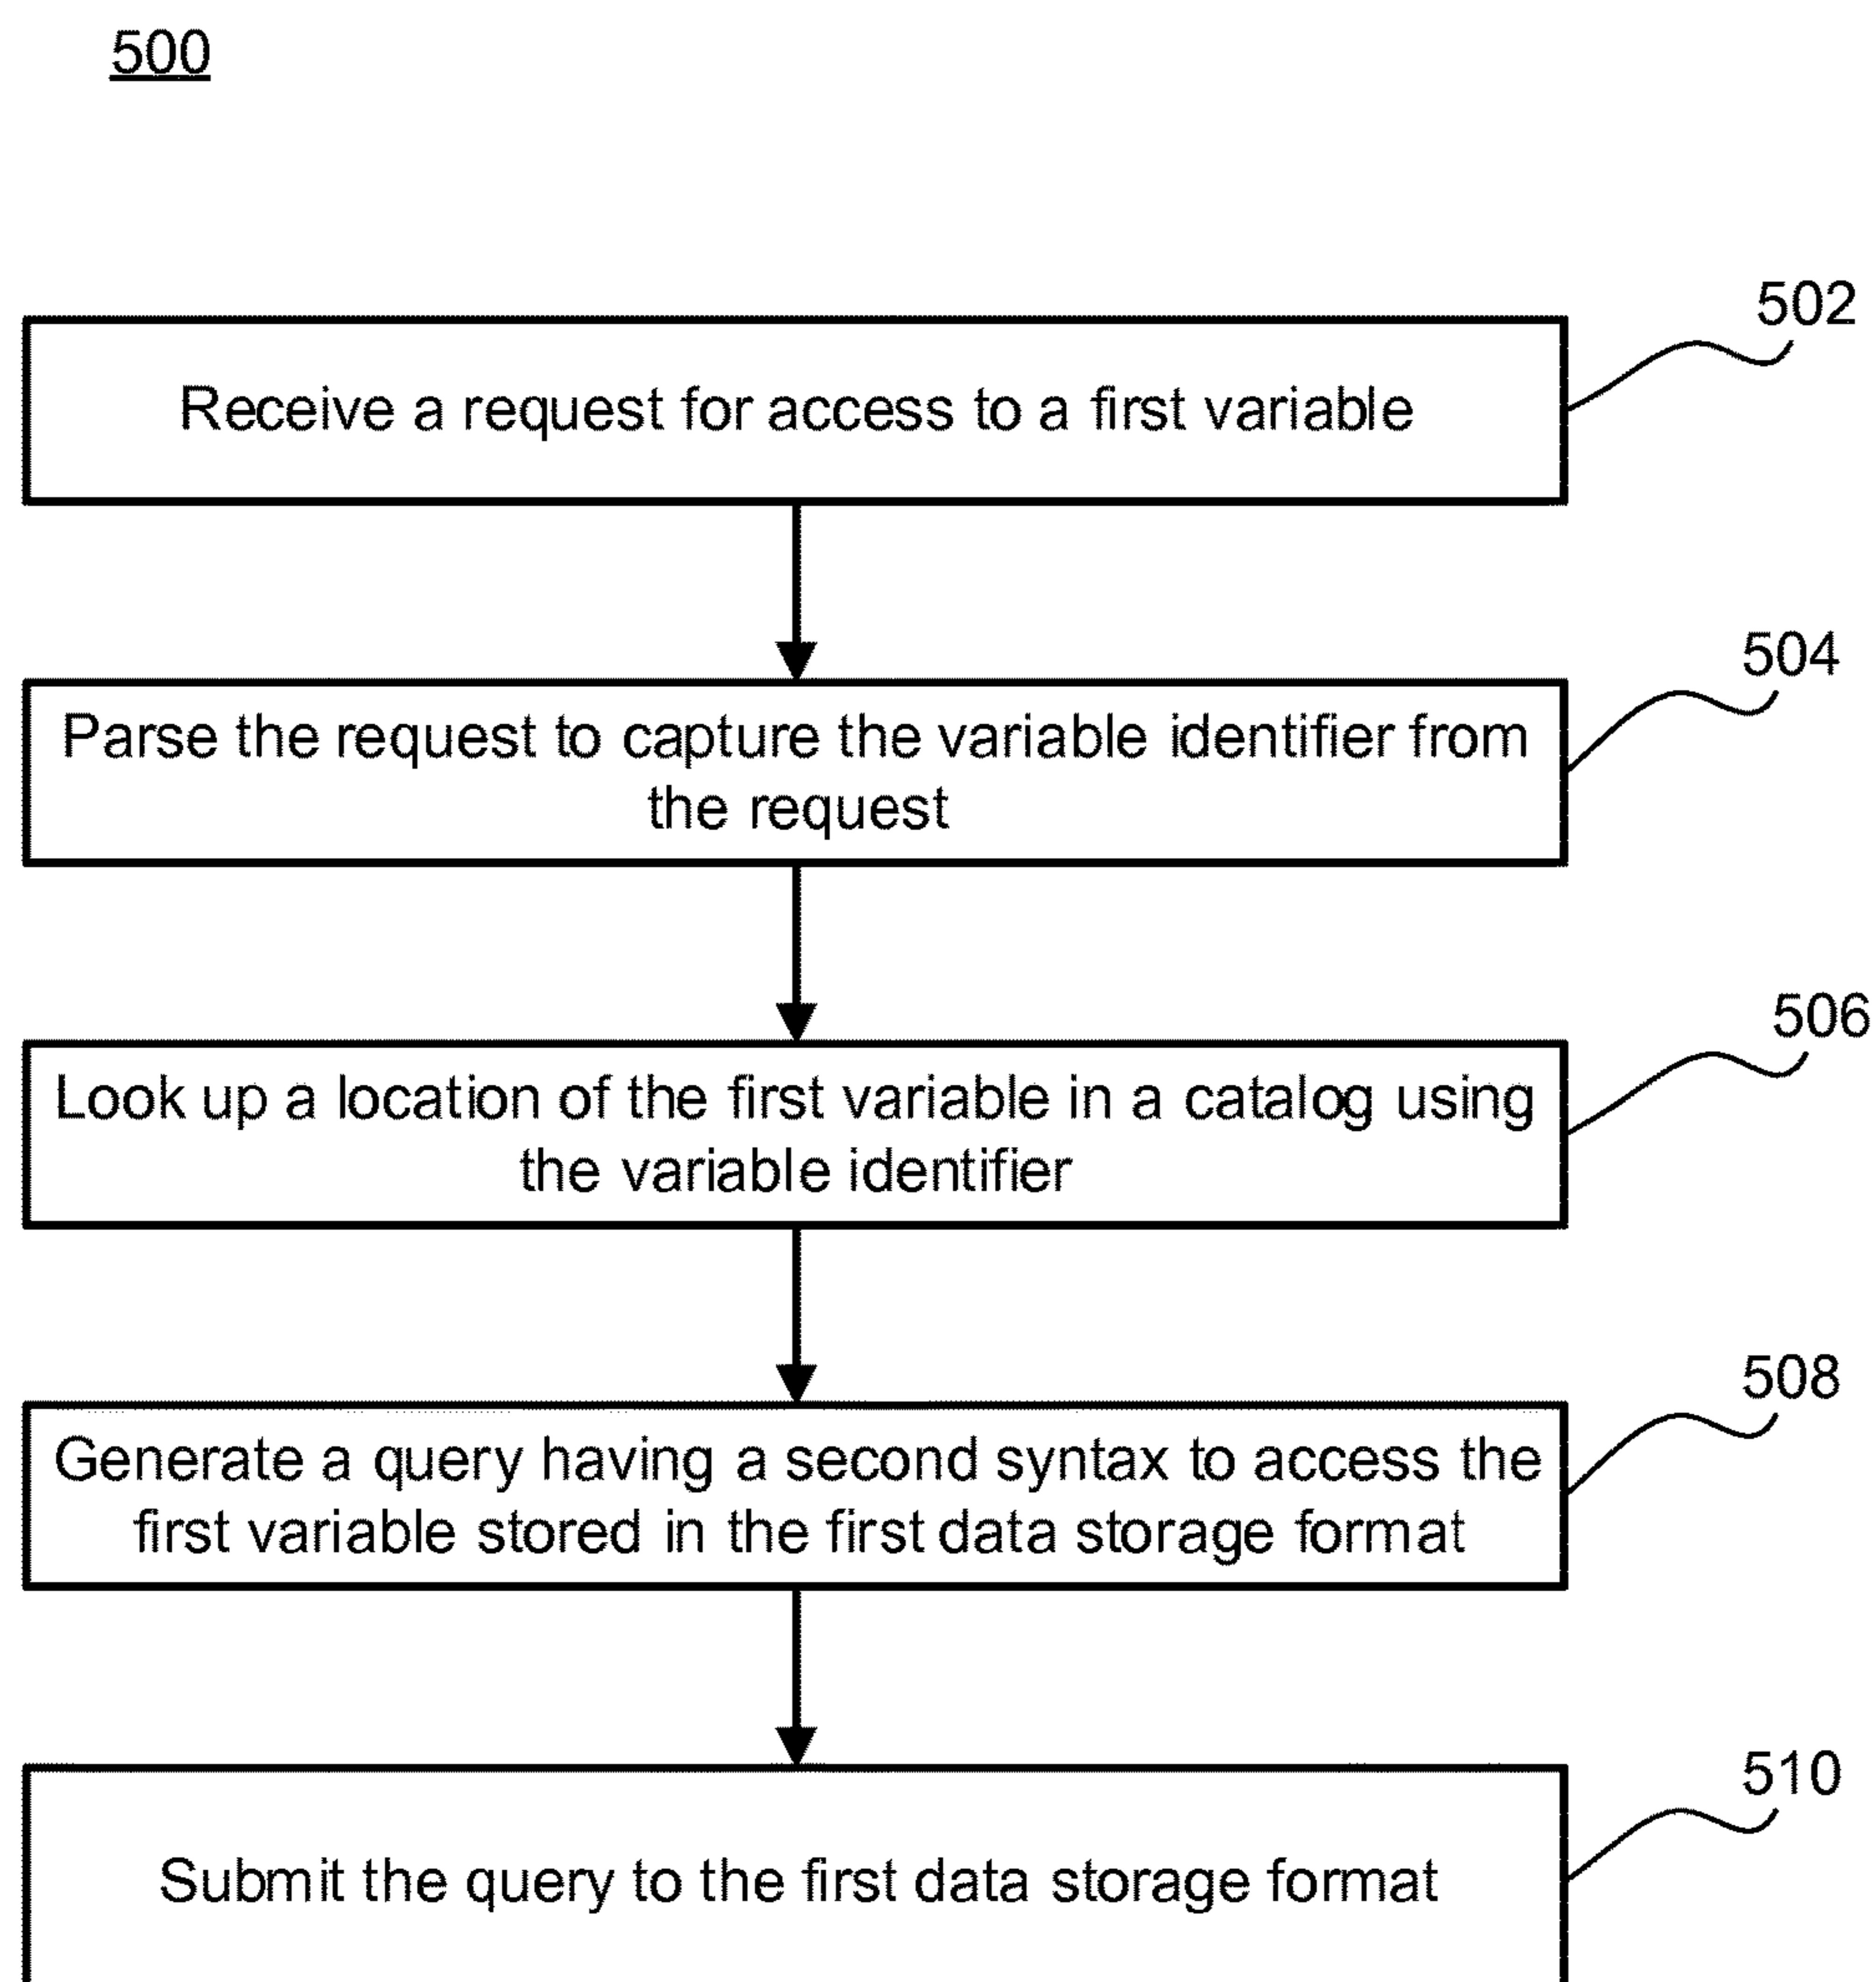 500
502
Receive a request for access to a first variable
504
Parse the request to capture the variable identifier from
the request
506
Look up a location of the first variable in a catalog using
the variable identifier
508
Generate a query having a second syntax to access the
first variable stored in the first data storage format
510
Submit the query to the first data storage format